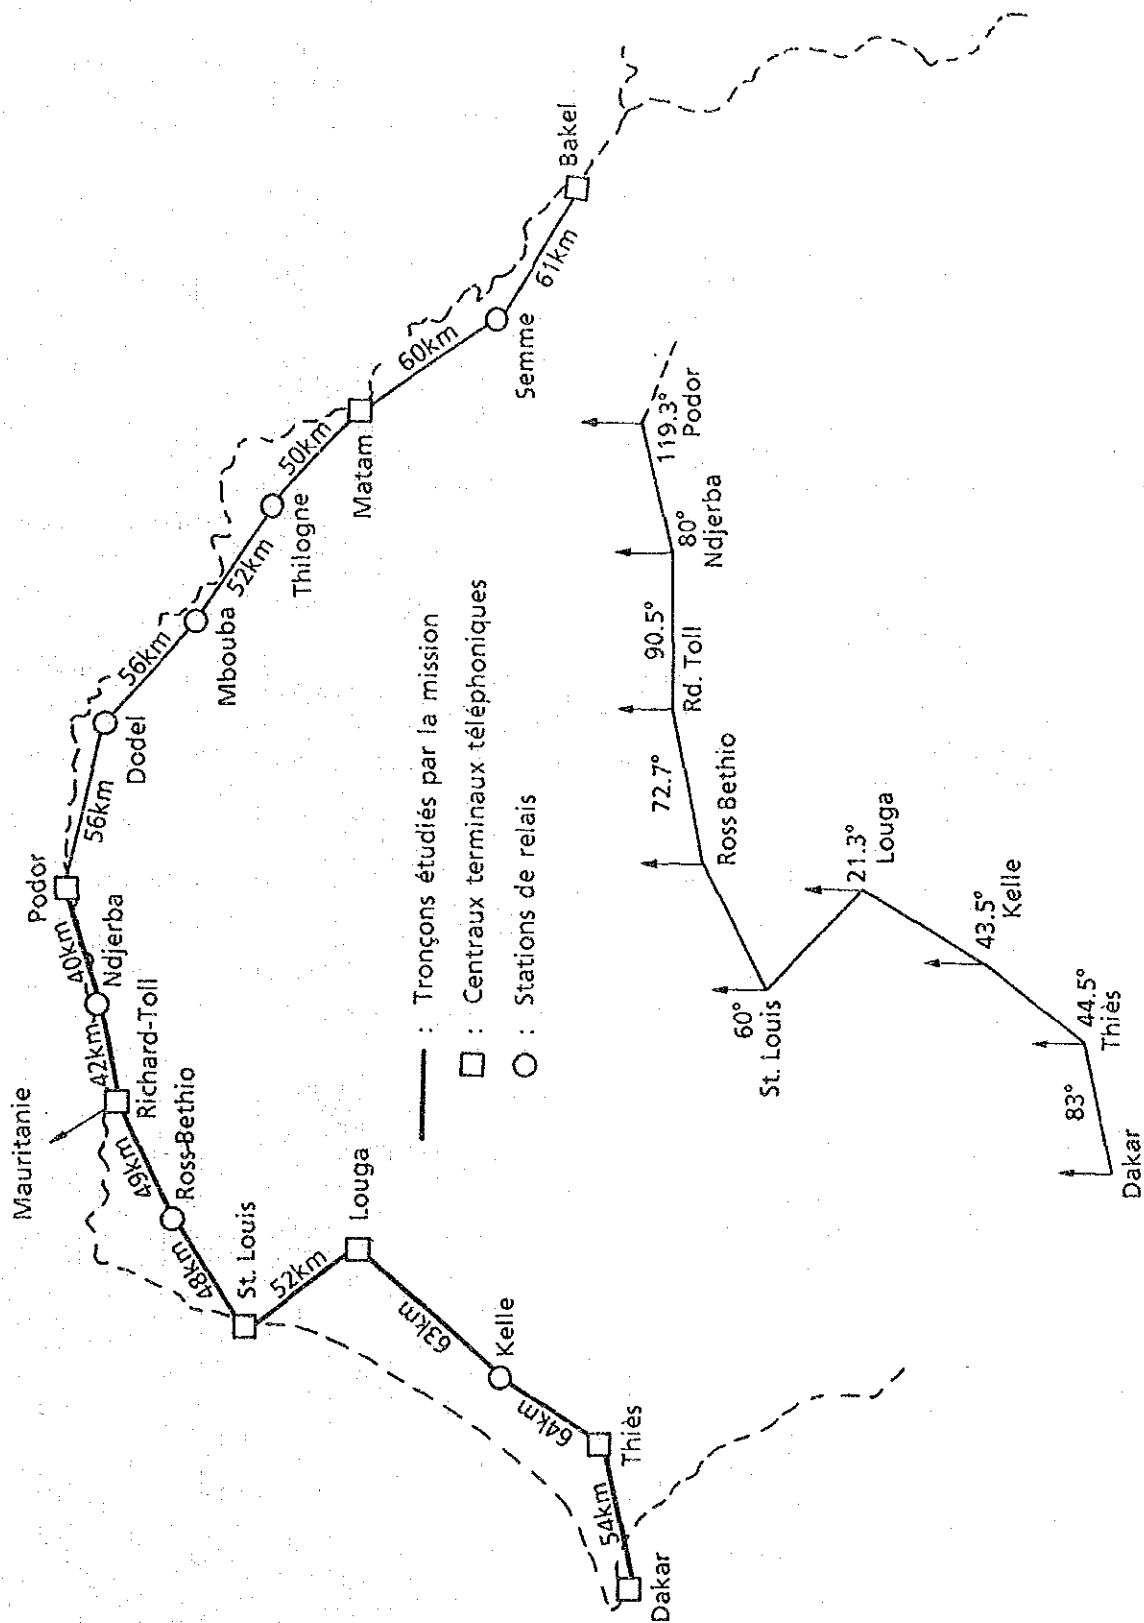 Mauritanie
Podor
40km
Ndjerba
42km
Richard-Toll
49km
Ross-Bethio
48km
St. Louis
52km
Louga
63km
Kelle
64km
Thiès
54km
Dakar
56km
Dodel
56km
Mbouba
52km
Thilogne
50km
Matam
60km
Semme
61km
Bakel
: Tronçons étudiés par la mission
: Centraux terminaux téléphoniques
: Stations de relais
119.3°
Podor
80°
Ndjerba
90.5°
Rd. Toll
72.7°
Ross Bethio
60°
St. Louis
21.3°
Louga
43.5°
Kelle
44.5°
Thiès
83°
Dakar